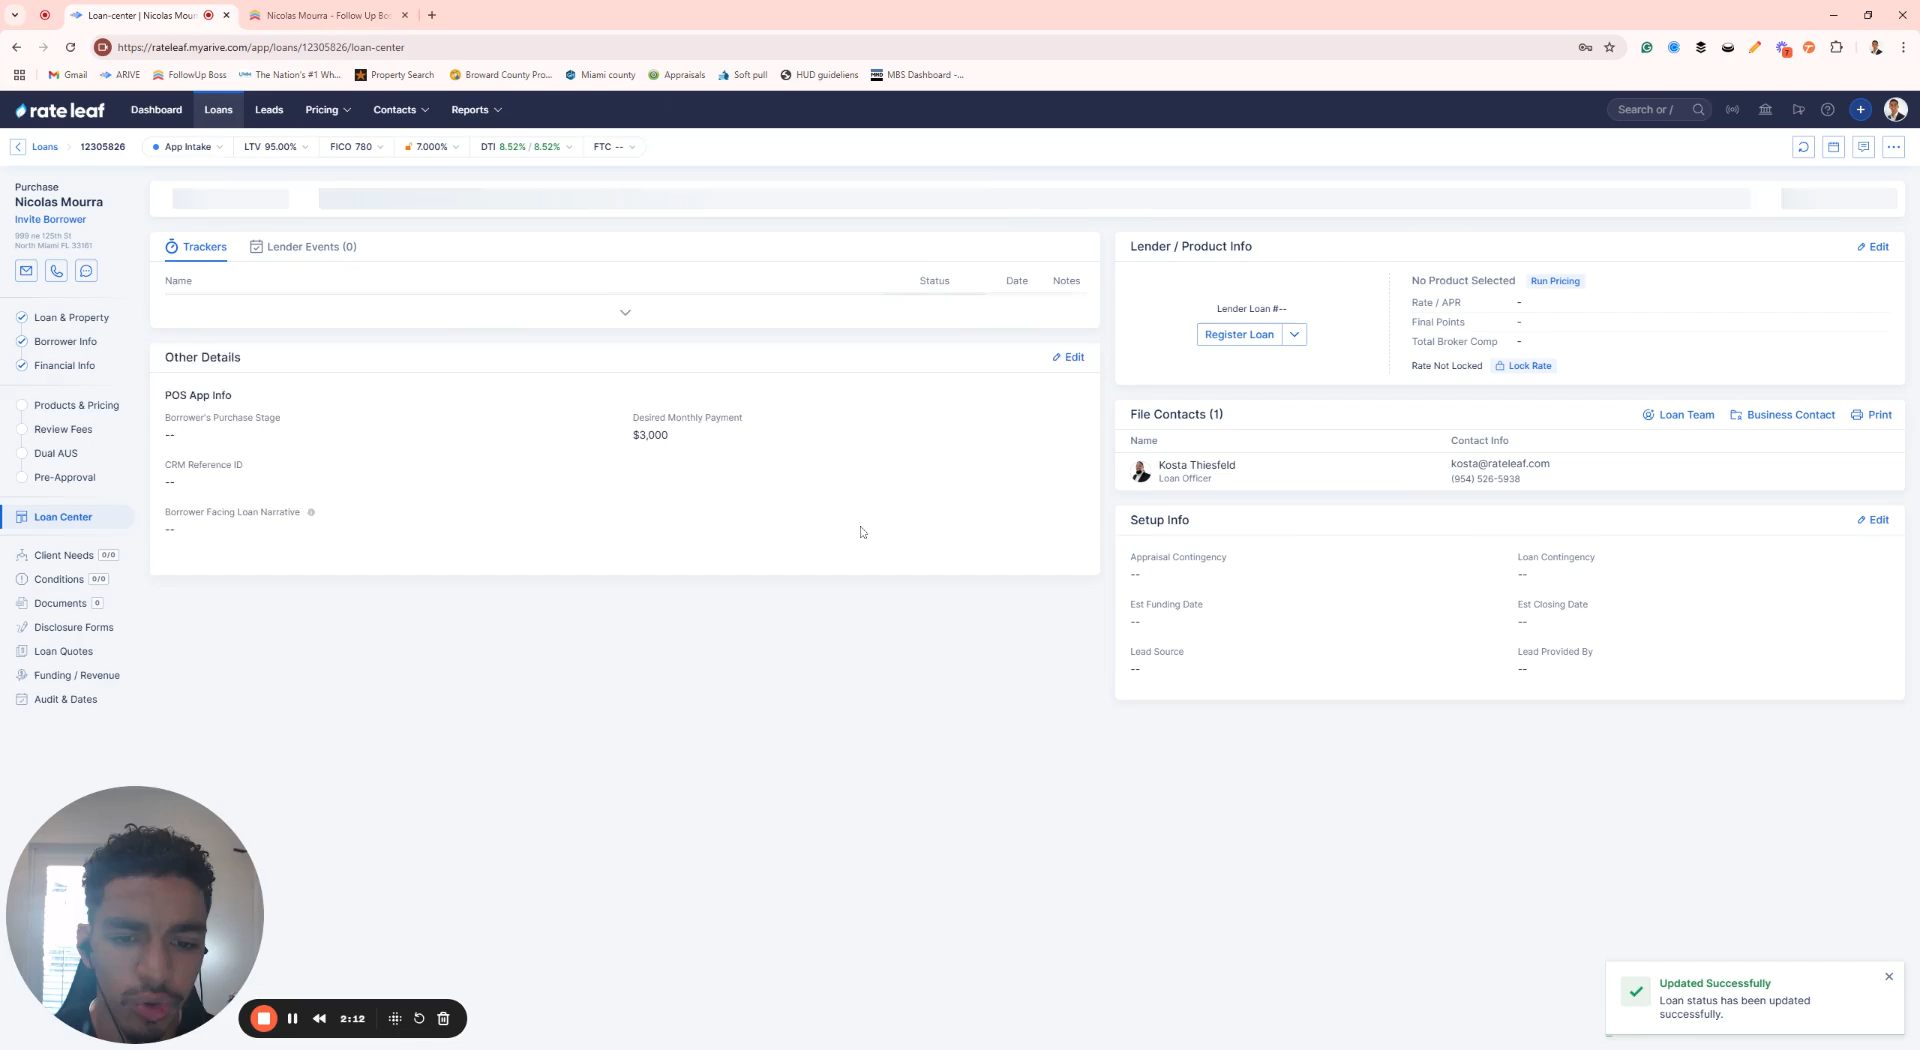 Loan-center | Nicolas Mour
Nicolas Mourra - Follow Up Bo
https://rateleaf.myarive.com/app/loans/12305826/loan-center
Gmail
ARIVE
FollowUp Boss
The Nation's #1 Wh...
Property Search
Broward County Pro...
Miami county
Appraisals
Soft pull
HUD guideliens
MBS Dashboard -...
rate leaf
Dashboard
Loans
Leads
Pricing
Contacts
Reports
Search or /
Loans
12305826
App Intake
LTV 95.00%
FICO 780
7.000%
DTI 8.52% / 8.52%
FTC --
Purchase
Nicolas Mourra
Invite Borrower
999 ne 125th St
North Miami FL 33161
Loan & Property
Borrower Info
Financial Info
Products & Pricing
Review Fees
Dual AUS
Pre-Approval
Loan Center
Client Needs 0/0
Conditions 0/0
Documents 0
Disclosure Forms
Loan Quotes
Funding / Revenue
Audit & Dates
Trackers
Lender Events (0)
Name
Status
Date
Notes
Other Details
Edit
POS App Info
Borrower's Purchase Stage
--
Desired Monthly Payment
$3,000
CRM Reference ID
--
Borrower Facing Loan Narrative
--
Lender / Product Info
Edit
Lender Loan #--
Register Loan
No Product Selected
Run Pricing
Rate / APR -
Final Points -
Total Broker Comp -
Rate Not Locked
Lock Rate
File Contacts (1)
Loan Team
Business Contact
Print
Name
Contact Info
Kosta Thiesfeld
Loan Officer
kosta@rateleaf.com
(954) 526-5938
Setup Info
Edit
Appraisal Contingency
--
Loan Contingency
--
Est Funding Date
--
Est Closing Date
--
Lead Source
--
Lead Provided By
--
2:12
Updated Successfully
Loan status has been updated
successfully.